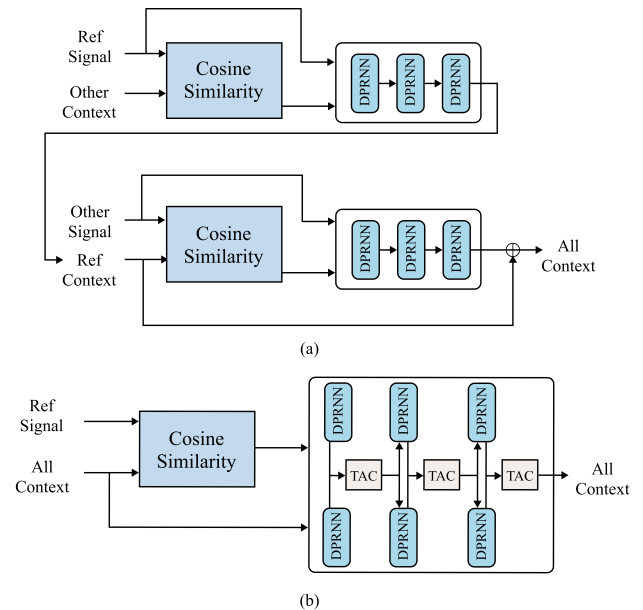 Ref
Signal
Other
Context
Cosine
Similarity
DPRNN
DPRNN
DPRNN
Other
Signal
Ref
Context
Cosine
Similarity
DPRNN
DPRNN
DPRNN
All
Context
(a)
Ref
Signal
All
Context
Cosine
Similarity
DPRNN
DPRNN
DPRNN
TAC
TAC
TAC
DPRNN
DPRNN
DPRNN
All
Context
(b)